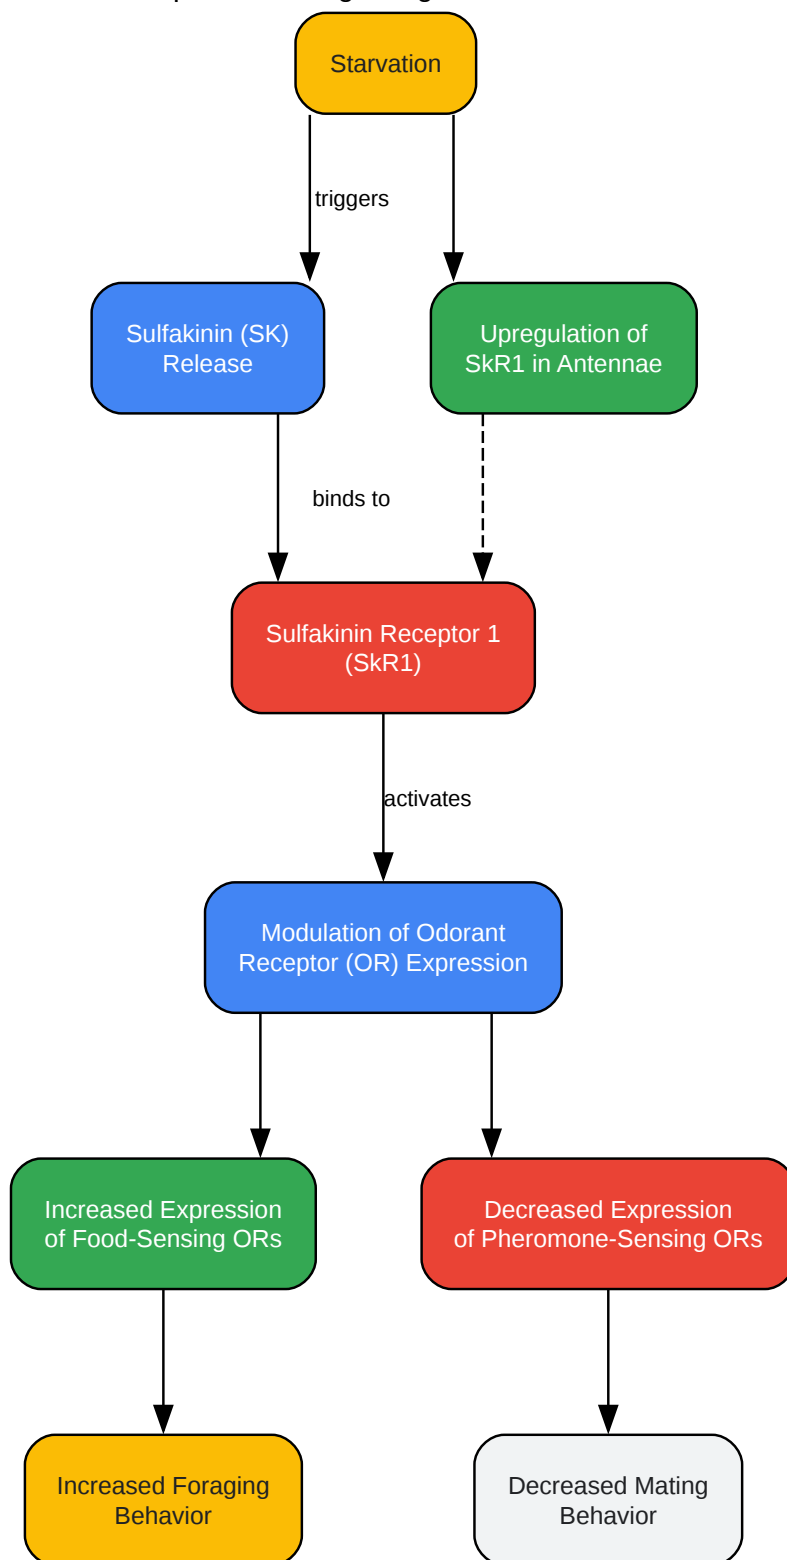 Starvation
triggers
Sulfakinin (SK)
Release
Upregulation of
SkR1 in Antennae
binds to
Sulfakinin Receptor 1
(SkR1)
activates
Modulation of Odorant
Receptor (OR) Expression
Increased Expression
of Food-Sensing ORs
Decreased Expression
of Pheromone-Sensing ORs
Increased Foraging
Behavior
Decreased Mating
Behavior